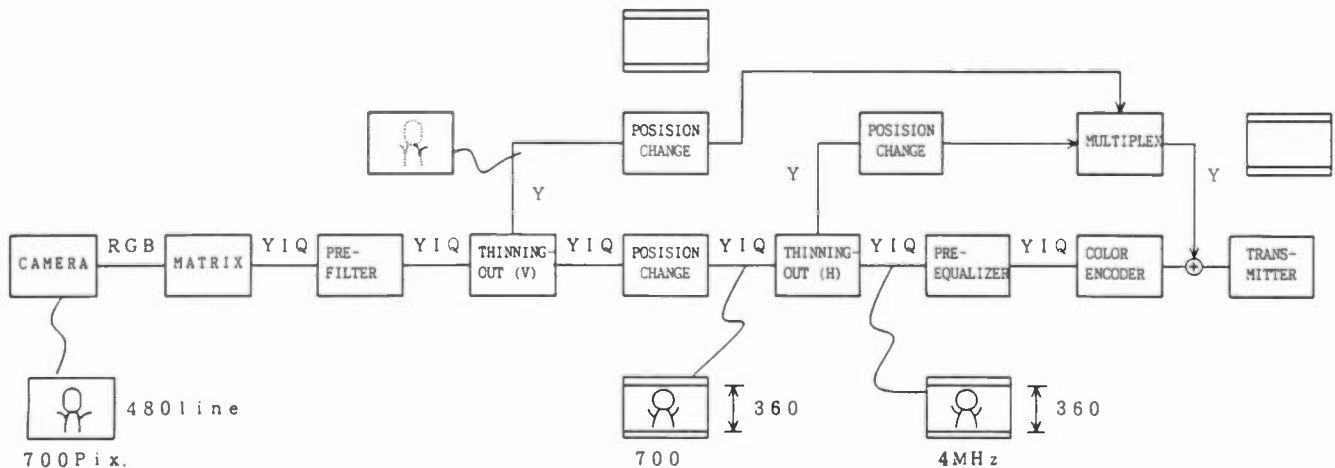 POSISION
CHANGE
POSISION
CHANGE
MULTIPLEX
Y
Y
Y
CAMERA
RGB
MATRIX
YIQ
PRE-
FILTER
YIQ
THINNING-
OUT (V)
YIQ
POSITION
CHANGE
YIQ
THINNING-
OUT (H)
YIQ
PRE-
EQUALIZER
YIQ
COLOR
ENCODER
TRANS-
MITTER
480line
700Pix.
360
700
360
4MHz